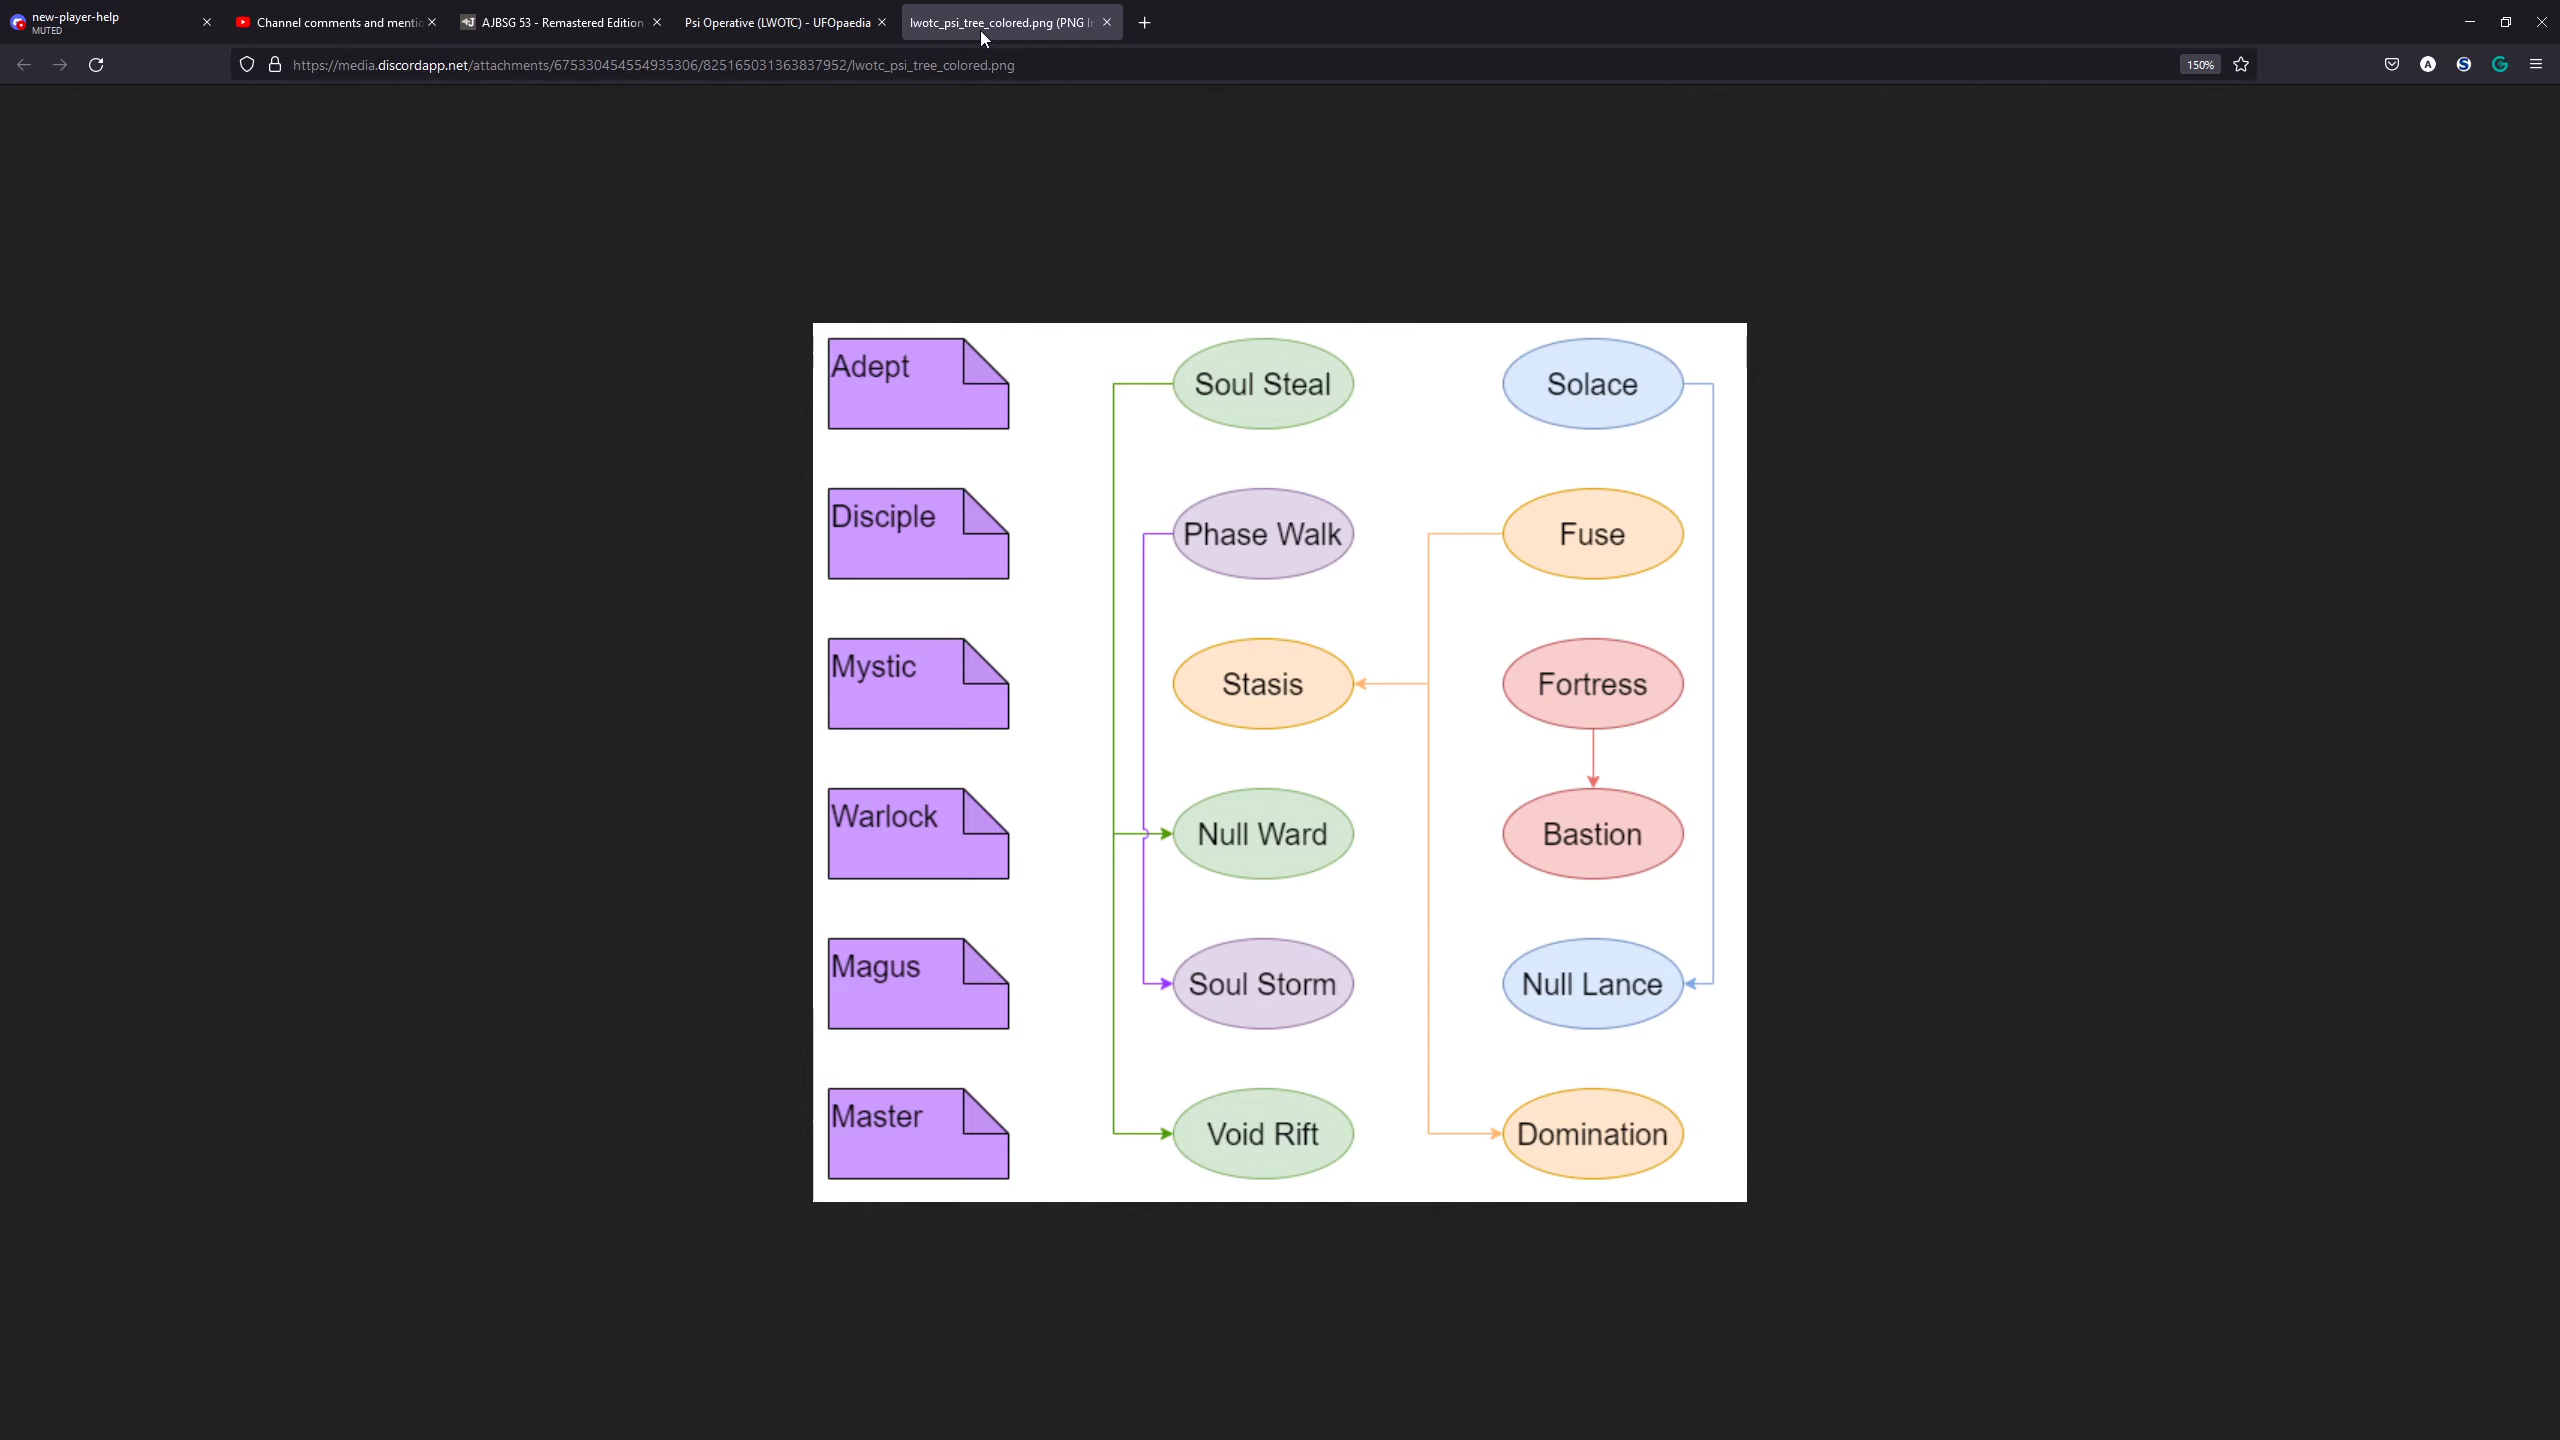 new-player-help
MUTED
Channel comments and mentio
AJBSG 53 - Remastered Edition
Psi Operative (LWOTC) - UFOpaedia
lwotc_psi_tree_colored.png (PNG I
https://media.discordapp.net/attachments/675330454554935306/825165031363837952/lwotc_psi_tree_colored.png
150%
Adept
Soul Steal
Solace
Disciple
Phase Walk
Fuse
Mystic
Stasis
Fortress
Warlock
Null Ward
Bastion
Magus
Soul Storm
Null Lance
Master
Void Rift
Domination